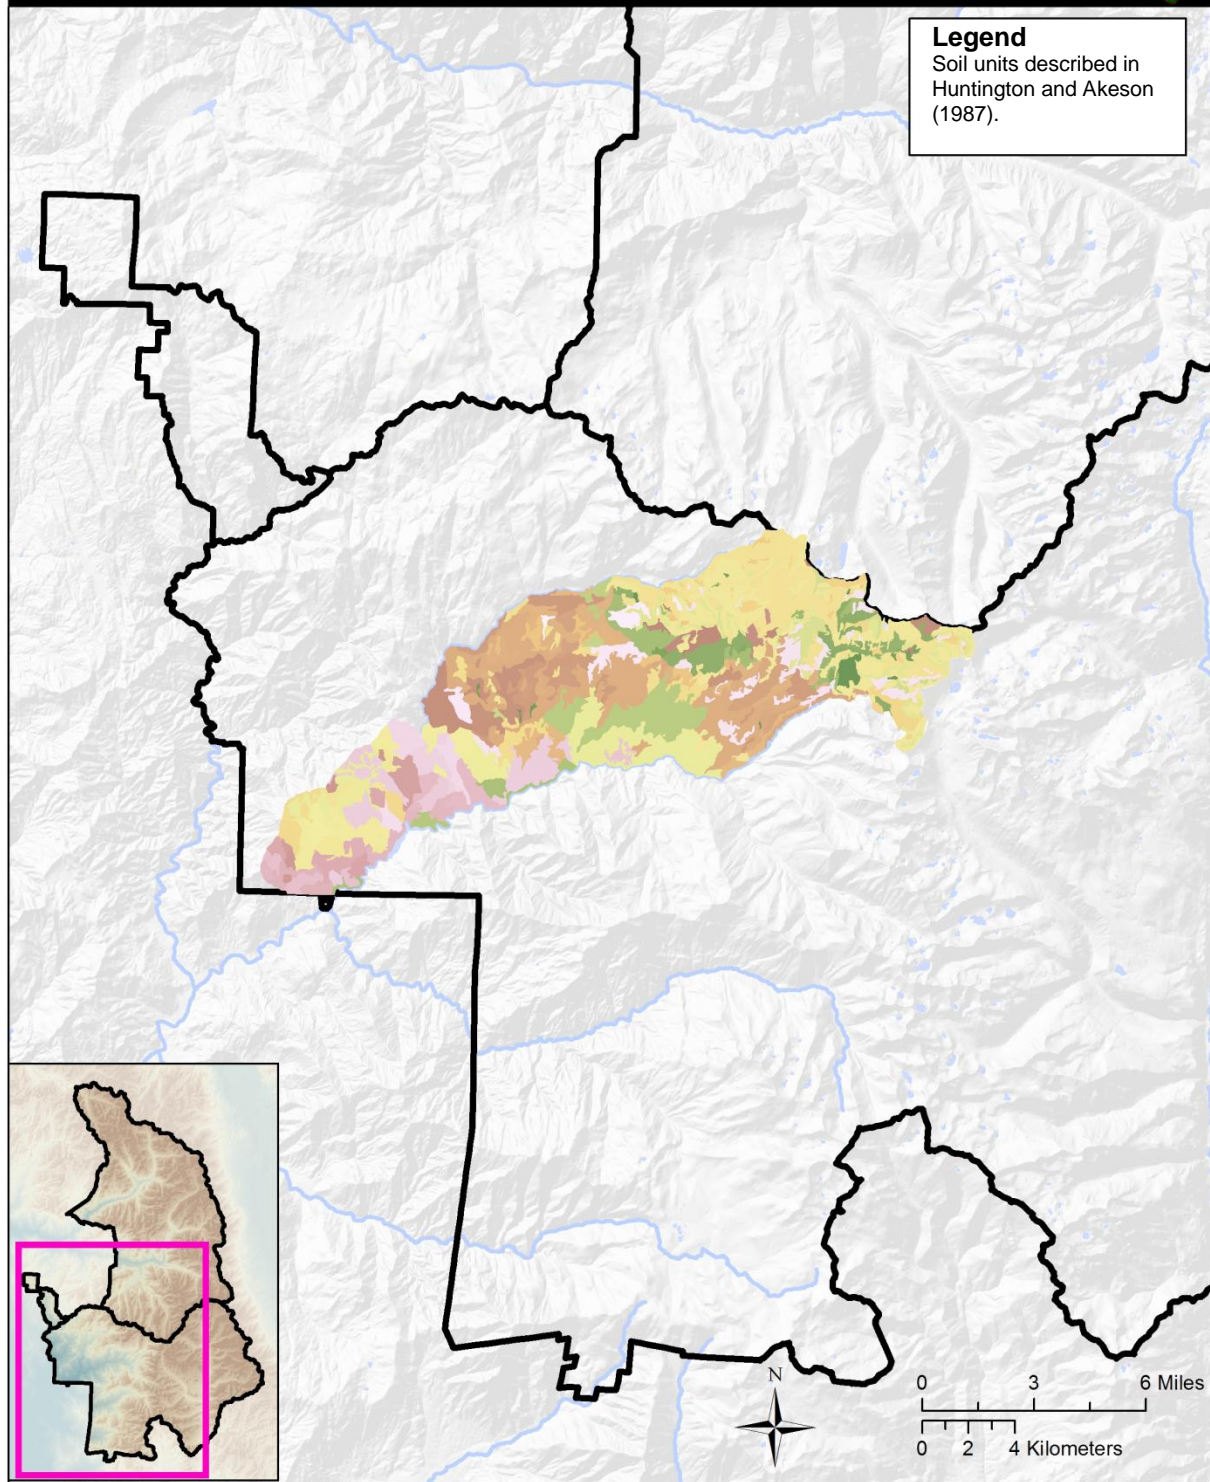 Legend
Soil units described in
Huntington and Akeson
(1987).
N
0 3 6 Miles
0 2 4 Kilometers